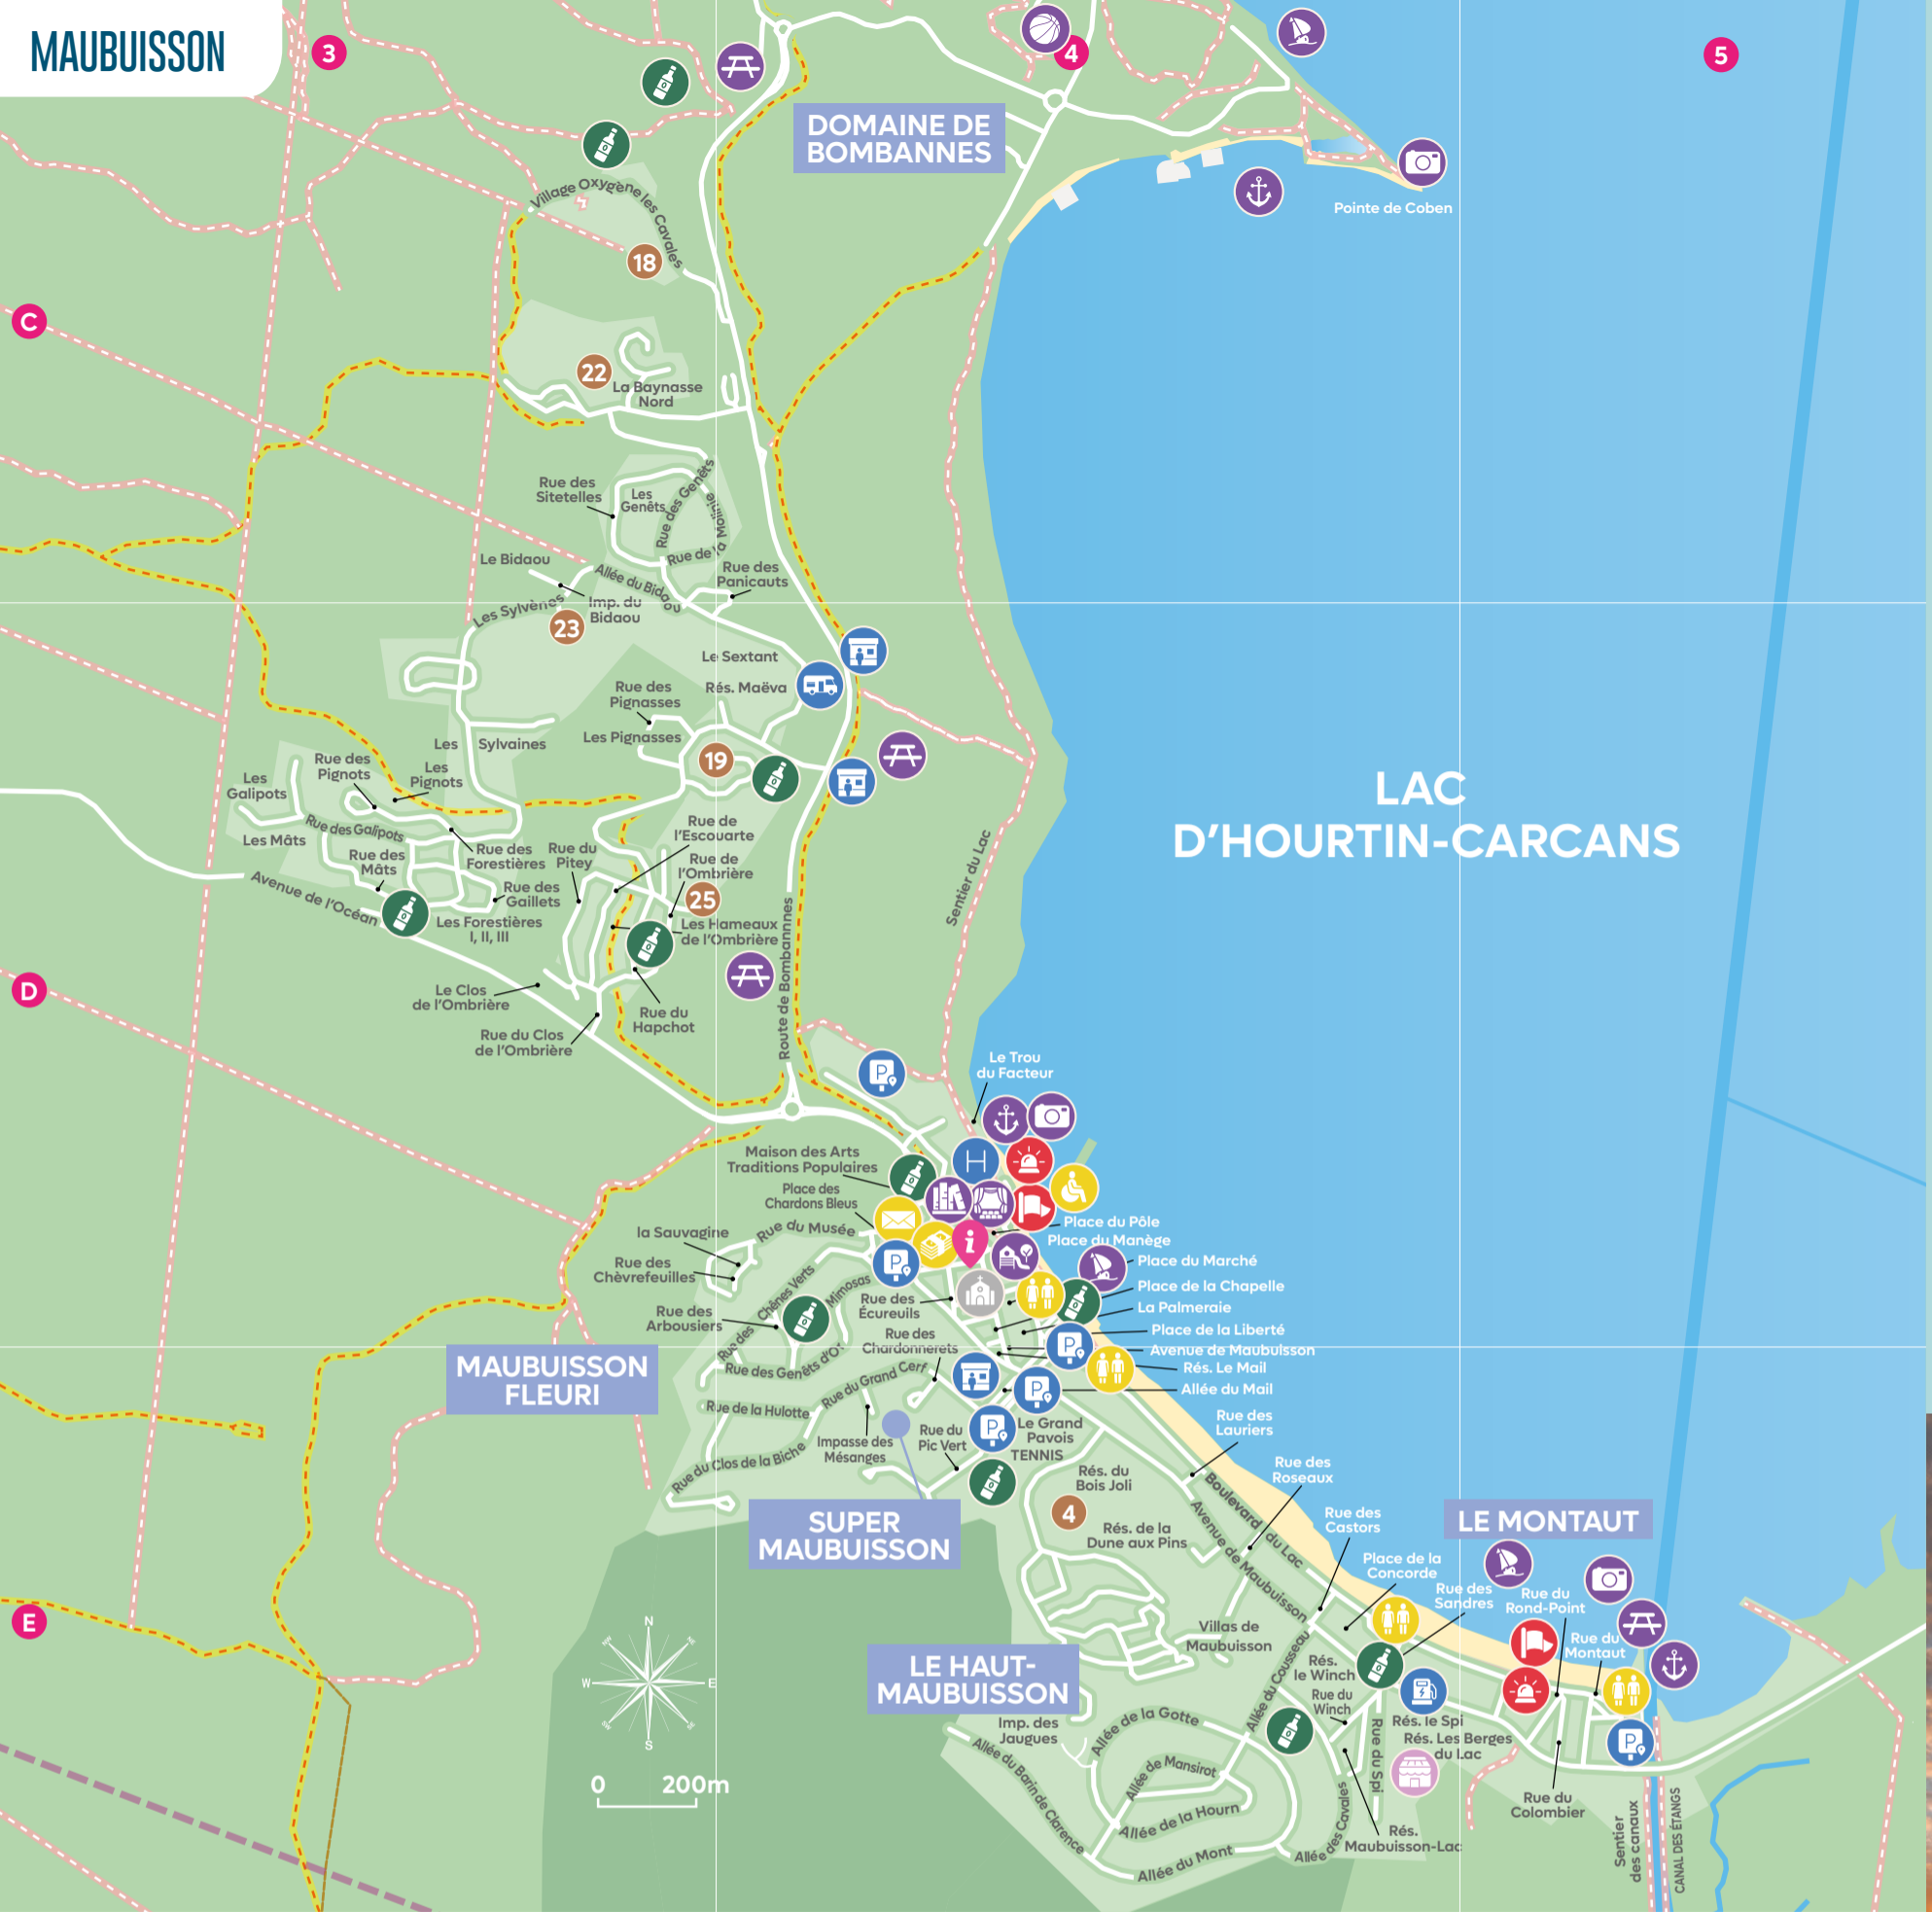 MAUBUISSON
3
4
5
DOMAINE DE
BOMBANNES
Pointe de Coben
Village Oxygène les Cavales
18
C
22
La Baynasse
Nord
Rue des
Sitetelles
Les
Genêts
Rue des Genêts
Rue de la Molinie
Le Bidaou
Allée du Bidaou
Rue des
Panicauts
Les Sylvènes
Imp. du
Bidaou
23
Le Sextant
Rue des
Pignasses
Rés. Maëva
Les Pignasses
19
Les Sylvaines
Rue des
Pignots
Les
Pignots
Les
Galipots
LAC
D'HOURTIN-CARCANS
Rue des Galipots
Les Mâts
Rue des
Mâts
Rue des
Forestières
Rue du
Pitey
Rue de
l'Escouarte
Rue de
l'Ombrière
Sentier du Lac
Avenue de l'Océan
Rue des
Gaillets
25
Les Forestières
I, II, III
Les Hameaux
de l'Ombrière
Route de Bombannnes
D
Le Clos
de l'Ombrière
Rue du
Hapchot
Rue du Clos
de l'Ombrière
Le Trou
du Facteur
P
H
Maison des Arts
Traditions Populaires
Place des
Chardons Bleus
Rue du Musée
la Sauvagine
Rue des
Chèvrefeuilles
i
P
Place du Pôle
Place du Manège
Place du Marché
Place de la Chapelle
La Palmeraie
Place de la Liberté
Avenue de Maubuisson
Rés. Le Mail
Allée du Mail
Rue des Chênes Verts
Mimosas
Rue des
Écureuils
Rue des
Arbousiers
Rue des
Chardonnerets
Rue des Genêts d'Or
P
P
P
MAUBUISSON
FLEURI
Rue du Grand Cerf
Rue de la Hulotte
Impasse des
Mésanges
Rue du
Pic Vert
Le Grand
Pavois
TENNIS
Rue du Clos de la Biche
Rue des
Lauriers
Rés. du
Bois Joli
4
Rue des
Roseaux
Boulevard du Lac
Avenue de Maubuisson
SUPER
MAUBUISSON
Rés. de la
Dune aux Pins
Rue des
Castors
LE MONTAUT
Place de la
Concorde
Rue des
Sandres
Rue du
Rond-Point
Rue du
Montaut
E
N
NE
E
SE
S
SW
W
NW
0 200m
Villas de
Maubuisson
LE HAUT-
MAUBUISSON
Allée du Cousseau
Rés.
le Winch
Rue du
Winch
Rés. le Spi
Rés. Les Berges
du Lac
Rue du Spi
P
Imp. des
Jaugues
Allée de la Gotte
Allée du Barin de Clarence
Allée de Mansirot
Allée de la Hourn
Allée du Mont
Allée des Cavales
Rés.
Maubuisson-Lac
Rue du
Colombier
Sentier
des canaux
CANAL DES ÉTANGS